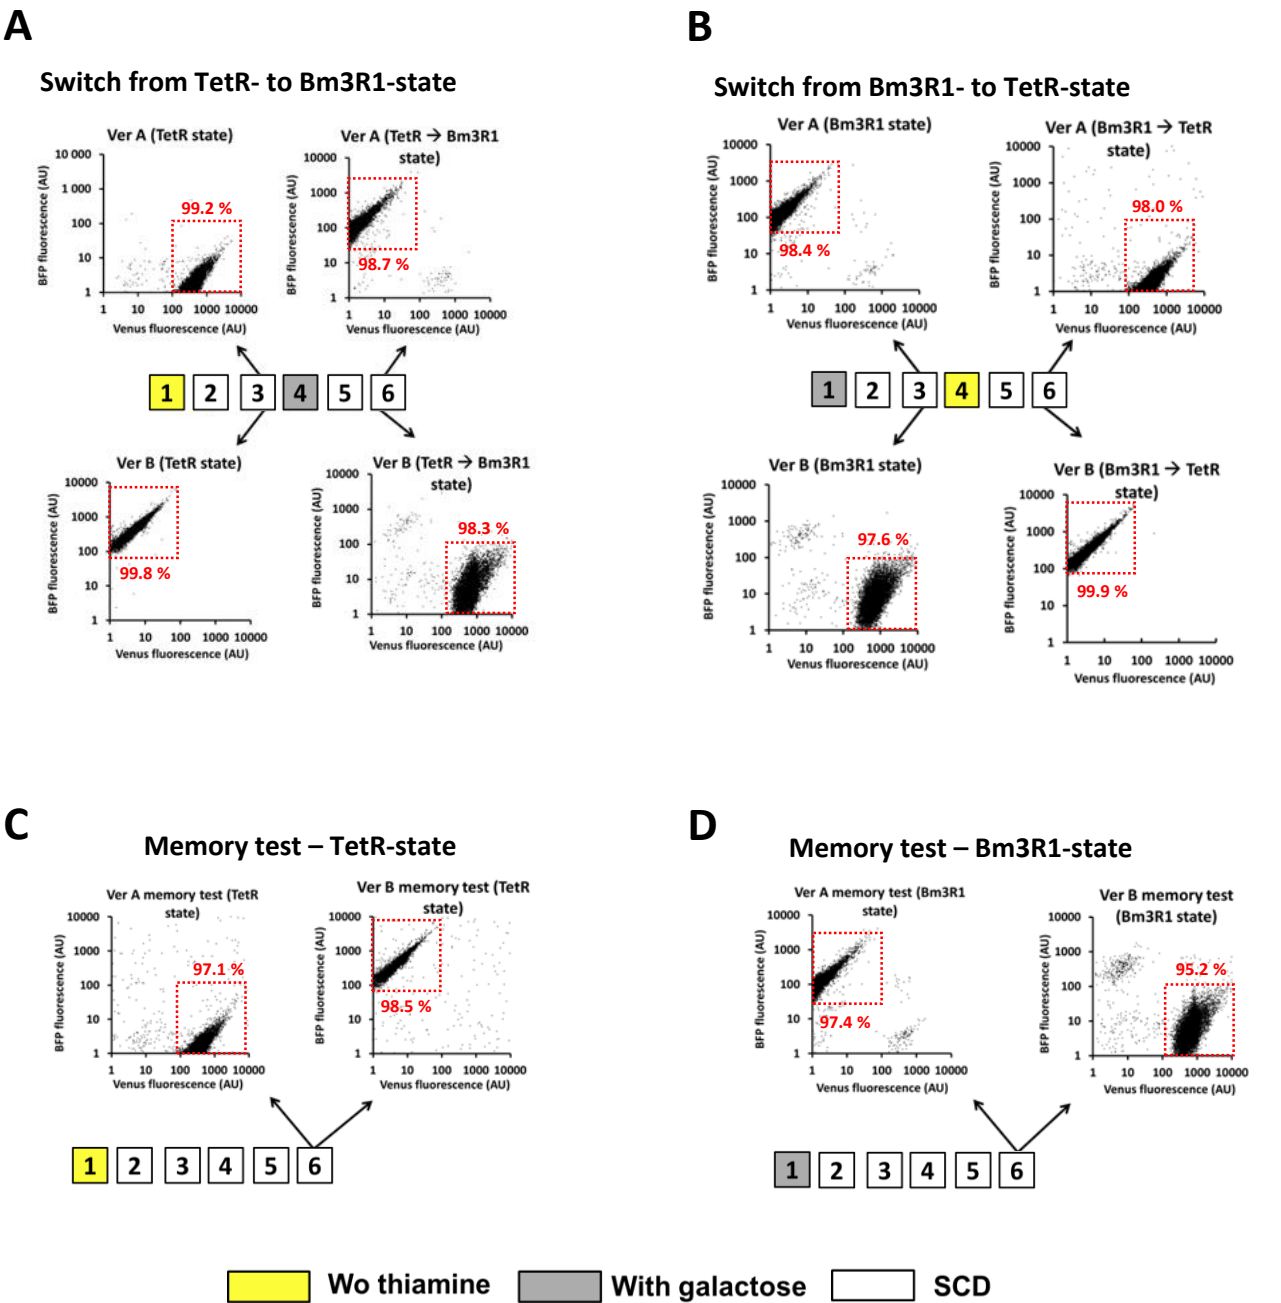 A
Switch from TetR- to Bm3R1-state
Ver A (TetR state)
10 000
1 000
100
10
1
BFP fluorescence (AU)
99.2 %
1 10 100 1000 10000
Venus fluorescence (AU)
Ver A (TetR → Bm3R1
state)
10000
1000
100
10
1
BFP fluorescence (AU)
98.7 %
1 10 100 1000 10000
Venus fluorescence (AU)
1 2 3 4 5 6
Ver B (TetR state)
10000
1000
100
10
1
BFP fluorescence (AU)
99.8 %
1 10 100 1000 10000
Venus fluorescence (AU)
Ver B (TetR → Bm3R1
state)
10000
1000
100
10
1
BFP fluorescence (AU)
98.3 %
1 10 100 1000 10000
Venus fluorescence (AU)
B
Switch from Bm3R1- to TetR-state
Ver A (Bm3R1 state)
10000
1000
100
10
1
BFP fluorescence (AU)
98.4 %
1 10 100 1000 10000
Venus fluorescence (AU)
Ver A (Bm3R1 → TetR
state)
10000
1000
100
10
1
BFP fluorescence (AU)
98.0 %
1 10 100 1000 10000
Venus fluorescence (AU)
1 2 3 4 5 6
Ver B (Bm3R1 state)
10000
1000
100
10
1
BFP fluorescence (AU)
97.6 %
1 10 100 1000 10000
Venus fluorescence (AU)
Ver B (Bm3R1 → TetR
state)
10000
1000
100
10
1
BFP fluorescence (AU)
99.9 %
1 10 100 1000 10000
Venus fluorescence (AU)
C
Memory test – TetR-state
Ver A memory test (TetR
state)
10000
1000
100
10
1
BFP fluorescence (AU)
97.1 %
1 10 100 1000 10000
Venus fluorescence (AU)
Ver B memory test (TetR
state)
10000
1000
100
10
1
BFP fluorescence (AU)
98.5 %
1 10 100 1000 10000
Venus fluorescence (AU)
1 2 3 4 5 6
D
Memory test – Bm3R1-state
Ver A memory test (Bm3R1
state)
10000
1000
100
10
1
BFP fluorescence (AU)
97.4 %
1 10 100 1000 10000
Venus fluorescence (AU)
Ver B memory test
(Bm3R1 state)
10000
1000
100
10
1
BFP fluorescence (AU)
95.2 %
1 10 100 1000 10000
Venus fluorescence (AU)
1 2 3 4 5 6
Wo thiamine With galactose SCD